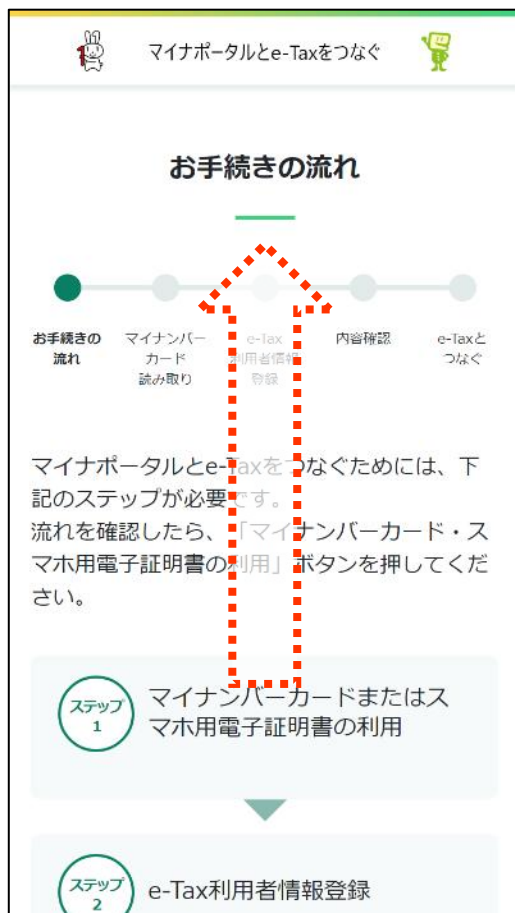 マイナポータルとe-Taxをつなぐ
お手続きの流れ
お手続きの
流れ
マイナンバー
カード
読み取り
e-Tax
利用者情報
登録
内容確認
e-Taxと
つなぐ
マイナポータルとe-Taxをつなぐためには、下
記のステップが必要です。
流れを確認したら、「マイナンバーカード・ス
マホ用電子証明書の利用」ボタンを押してくだ
さい。
ステップ
1
マイナンバーカードまたはス
マホ用電子証明書の利用
ステップ
2
e-Tax利用者情報登録